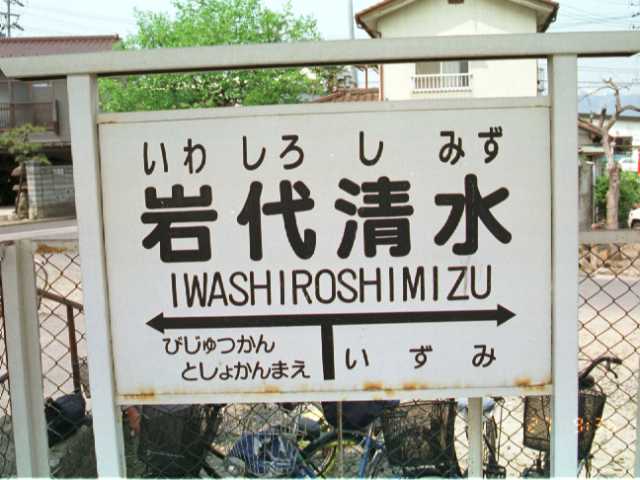 いわ しろ し みず
岩代清水
IWASHIROSHIMIZU
びじゅつかん
としょかんまえ
いずみ